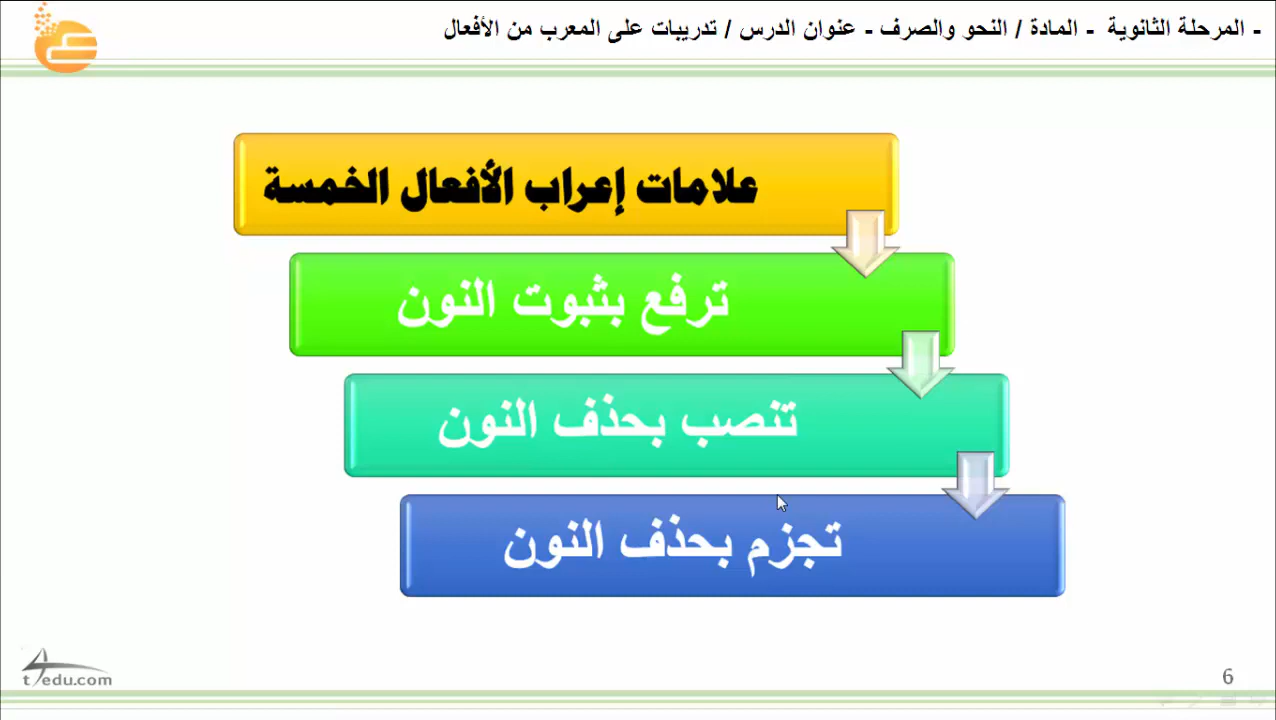 - المرحلة الثانوية - المادة / النحو والصرف - عنوان الدرس / تدريبات على المعرب من الأفعال
علامات إعراب الأفعال الخمسة
ترفع بثبوت النون
تنصب بحذف النون
تجزم بحذف النون
t4edu.com
6